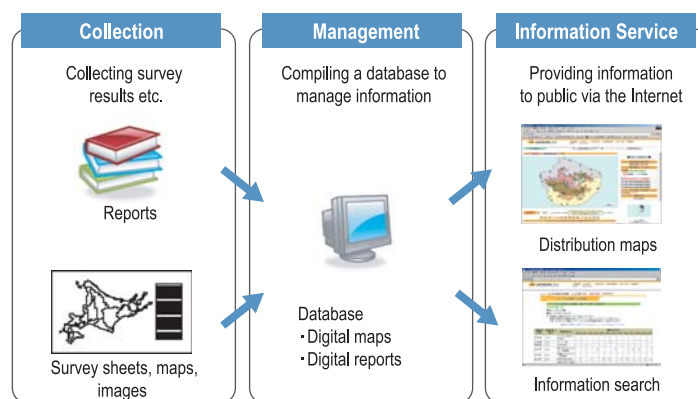 Collection
Collecting survey
results etc.
Reports
Survey sheets, maps,
images
Management
Compiling a database to
manage information
Database
・Digital maps
・Digital reports
Information Service
Providing information
to public via the Internet
Distribution maps
Information search